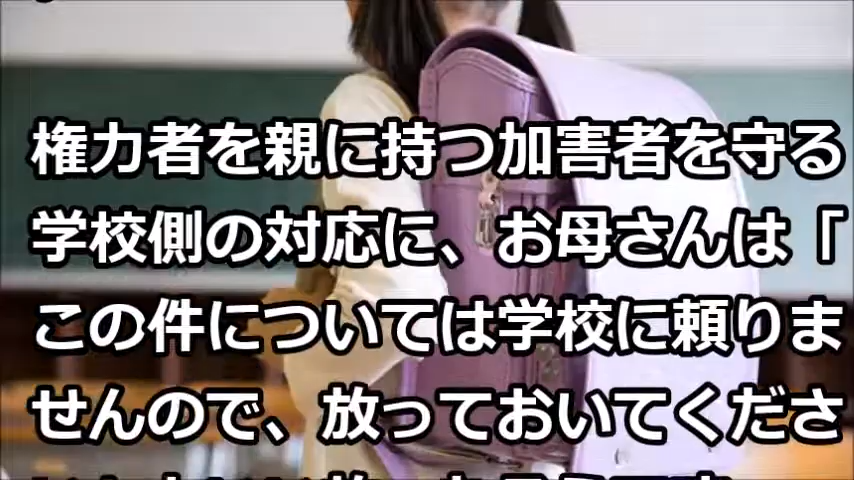 権力者を親に持つ加害者を守る
学校側の対応に、お母さんは「
この件については学校に頼りま
せんので、放っておいてくださ